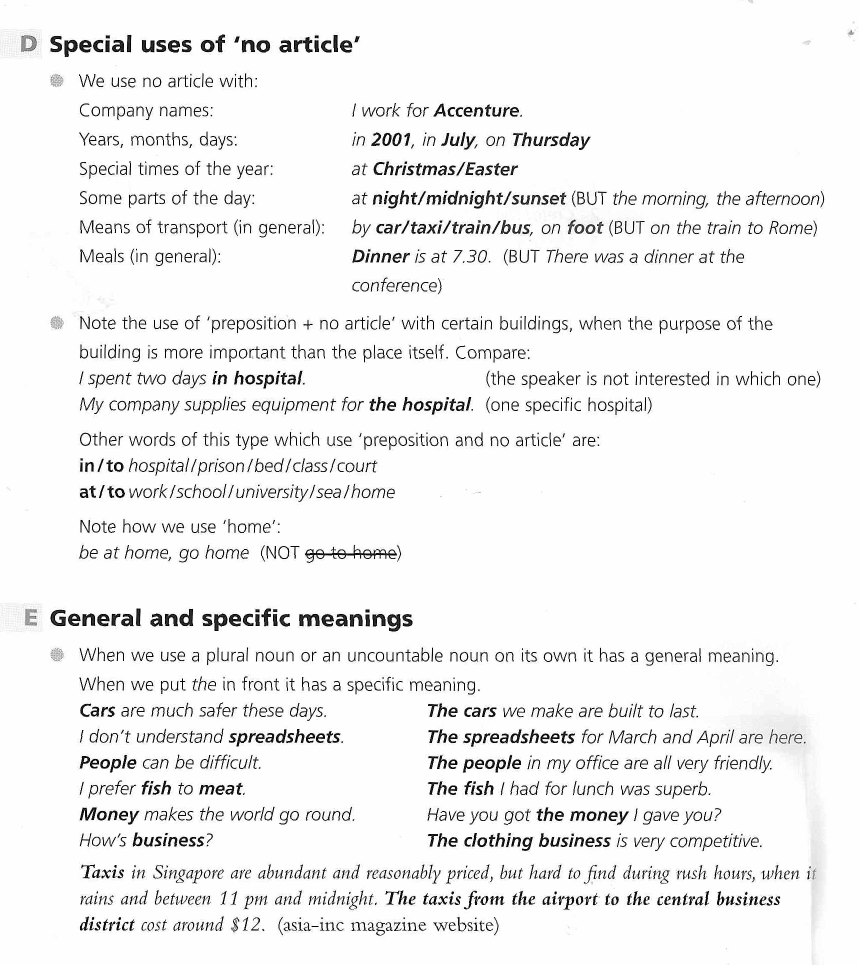 D Special uses of 'no article'
We use no article with:
Company names: I work for Accenture.
Years, months, days: in 2001, in July, on Thursday
Special times of the year: at Christmas/Easter
Some parts of the day: at night/midnight/sunset (BUT the morning, the afternoon)
Means of transport (in general): by car/taxi/train/bus, on foot (BUT on the train to Rome)
Meals (in general): Dinner is at 7.30. (BUT There was a dinner at the
conference)
Note the use of 'preposition + no article' with certain buildings, when the purpose of the
building is more important than the place itself. Compare:
I spent two days in hospital. (the speaker is not interested in which one)
My company supplies equipment for the hospital. (one specific hospital)
Other words of this type which use 'preposition and no article' are:
in/to hospital/prison/bed/class/court
at/to work/school/university/sea/home
Note how we use 'home':
be at home, go home (NOT go to home)
E General and specific meanings
When we use a plural noun or an uncountable noun on its own it has a general meaning.
When we put the in front it has a specific meaning.
Cars are much safer these days. The cars we make are built to last.
I don't understand spreadsheets. The spreadsheets for March and April are here.
People can be difficult. The people in my office are all very friendly.
I prefer fish to meat. The fish I had for lunch was superb.
Money makes the world go round. Have you got the money I gave you?
How's business? The clothing business is very competitive.
Taxis in Singapore are abundant and reasonably priced, but hard to find during rush hours, when it
rains and between 11 pm and midnight. The taxis from the airport to the central business
district cost around $12. (asia-inc magazine website)